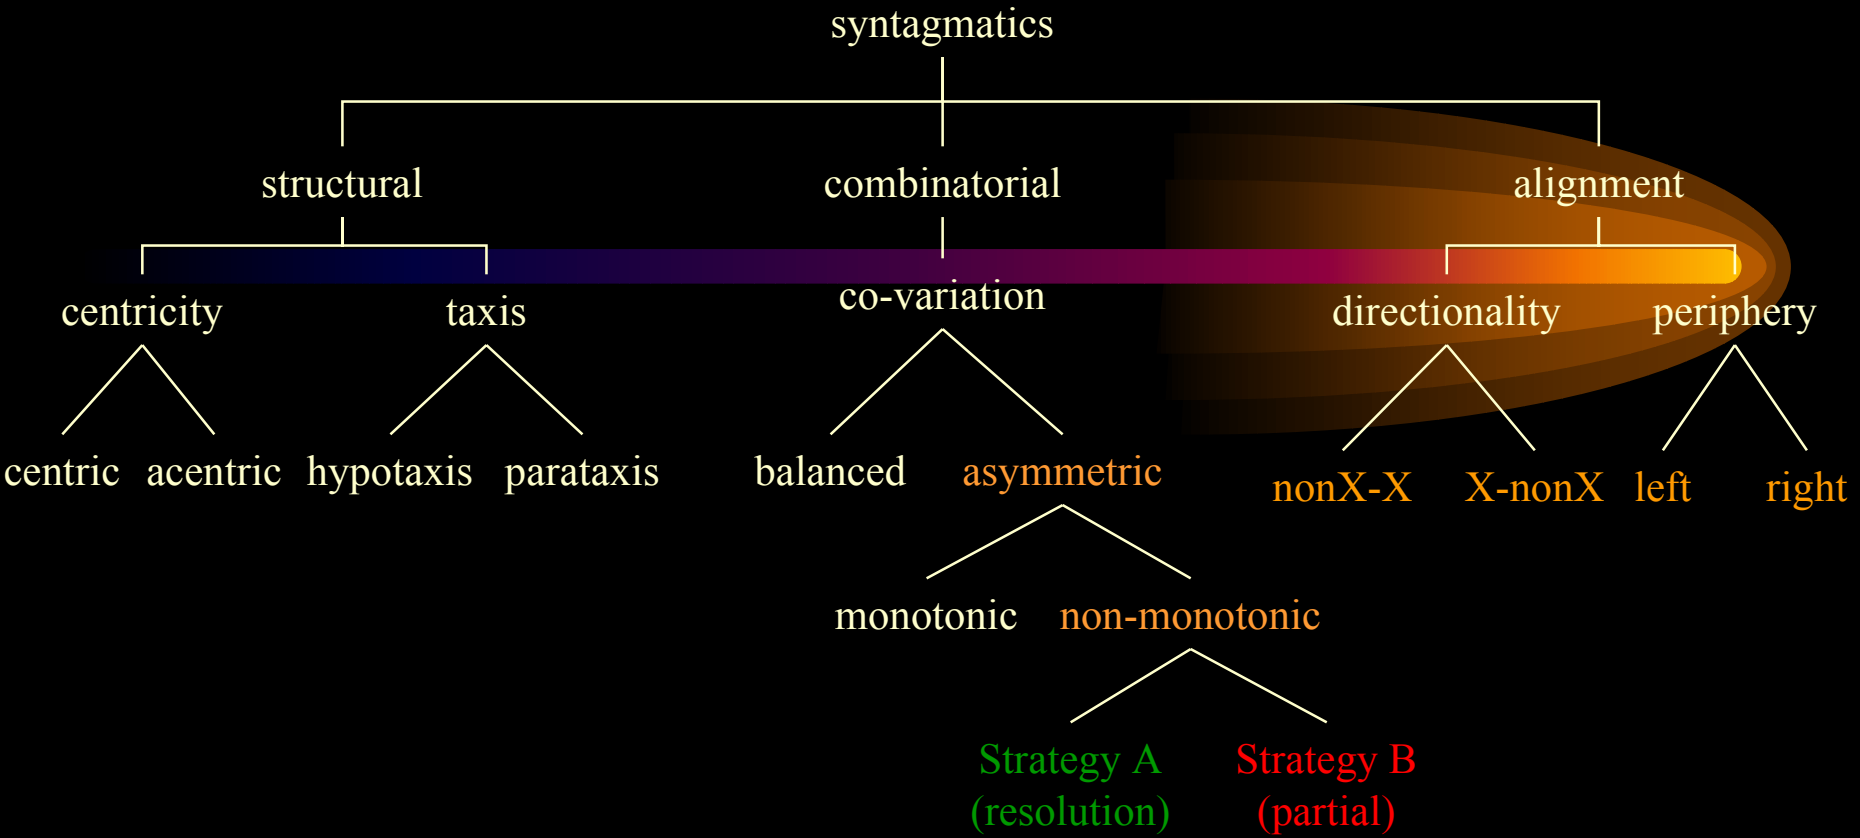 syntagmatics
structural
combinatorial
alignment
centricity
taxis
co-variation
directionality
periphery
centric
acentric
hypotaxis
parataxis
balanced
asymmetric
nonX-X
X-nonX
left
right
monotonic
non-monotonic
Strategy A
(resolution)
Strategy B
(partial)